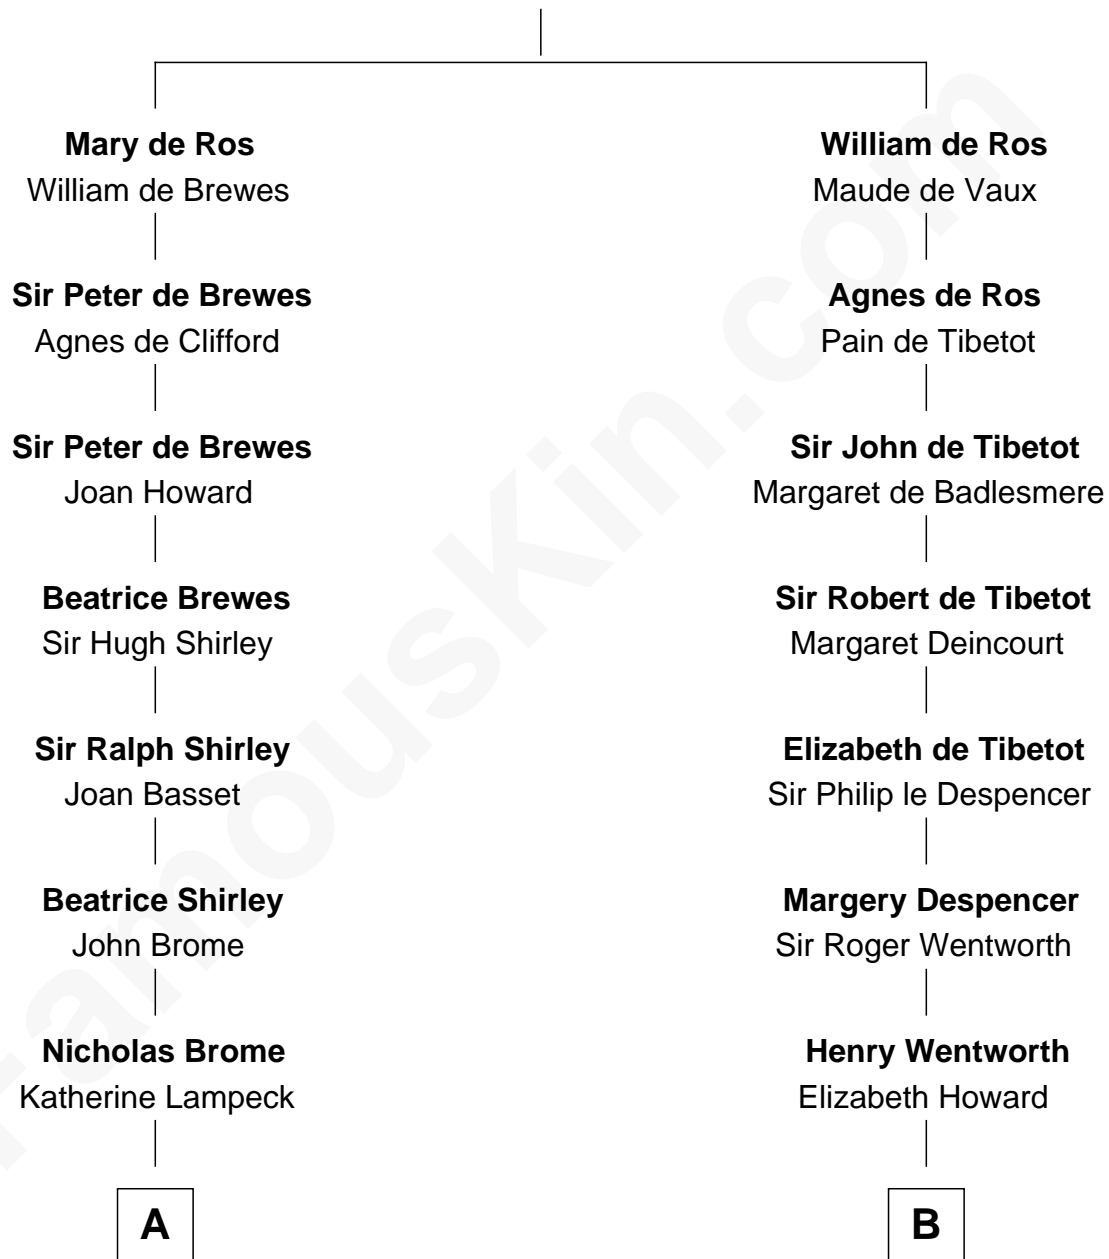 Mary de Ros
William de Brewes
Sir Peter de Brewes
Agnes de Clifford
Sir Peter de Brewes
Joan Howard
Beatrice Brewes
Sir Hugh Shirley
Sir Ralph Shirley
Joan Basset
Beatrice Shirley
John Brome
Nicholas Brome
Katherine Lampeck
A
William de Ros
Maude de Vaux
Agnes de Ros
Pain de Tibetot
Sir John de Tibetot
Margaret de Badlesmere
Sir Robert de Tibetot
Margaret Deincourt
Elizabeth de Tibetot
Sir Philip le Despencer
Margery Despencer
Sir Roger Wentworth
Henry Wentworth
Elizabeth Howard
B
FamousKin.com